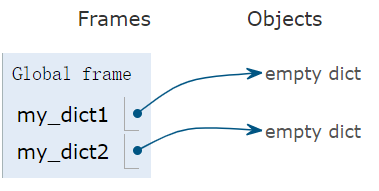 Frames Objects
Global frame
empty dict
my_dict1
my_dict2
empty dict